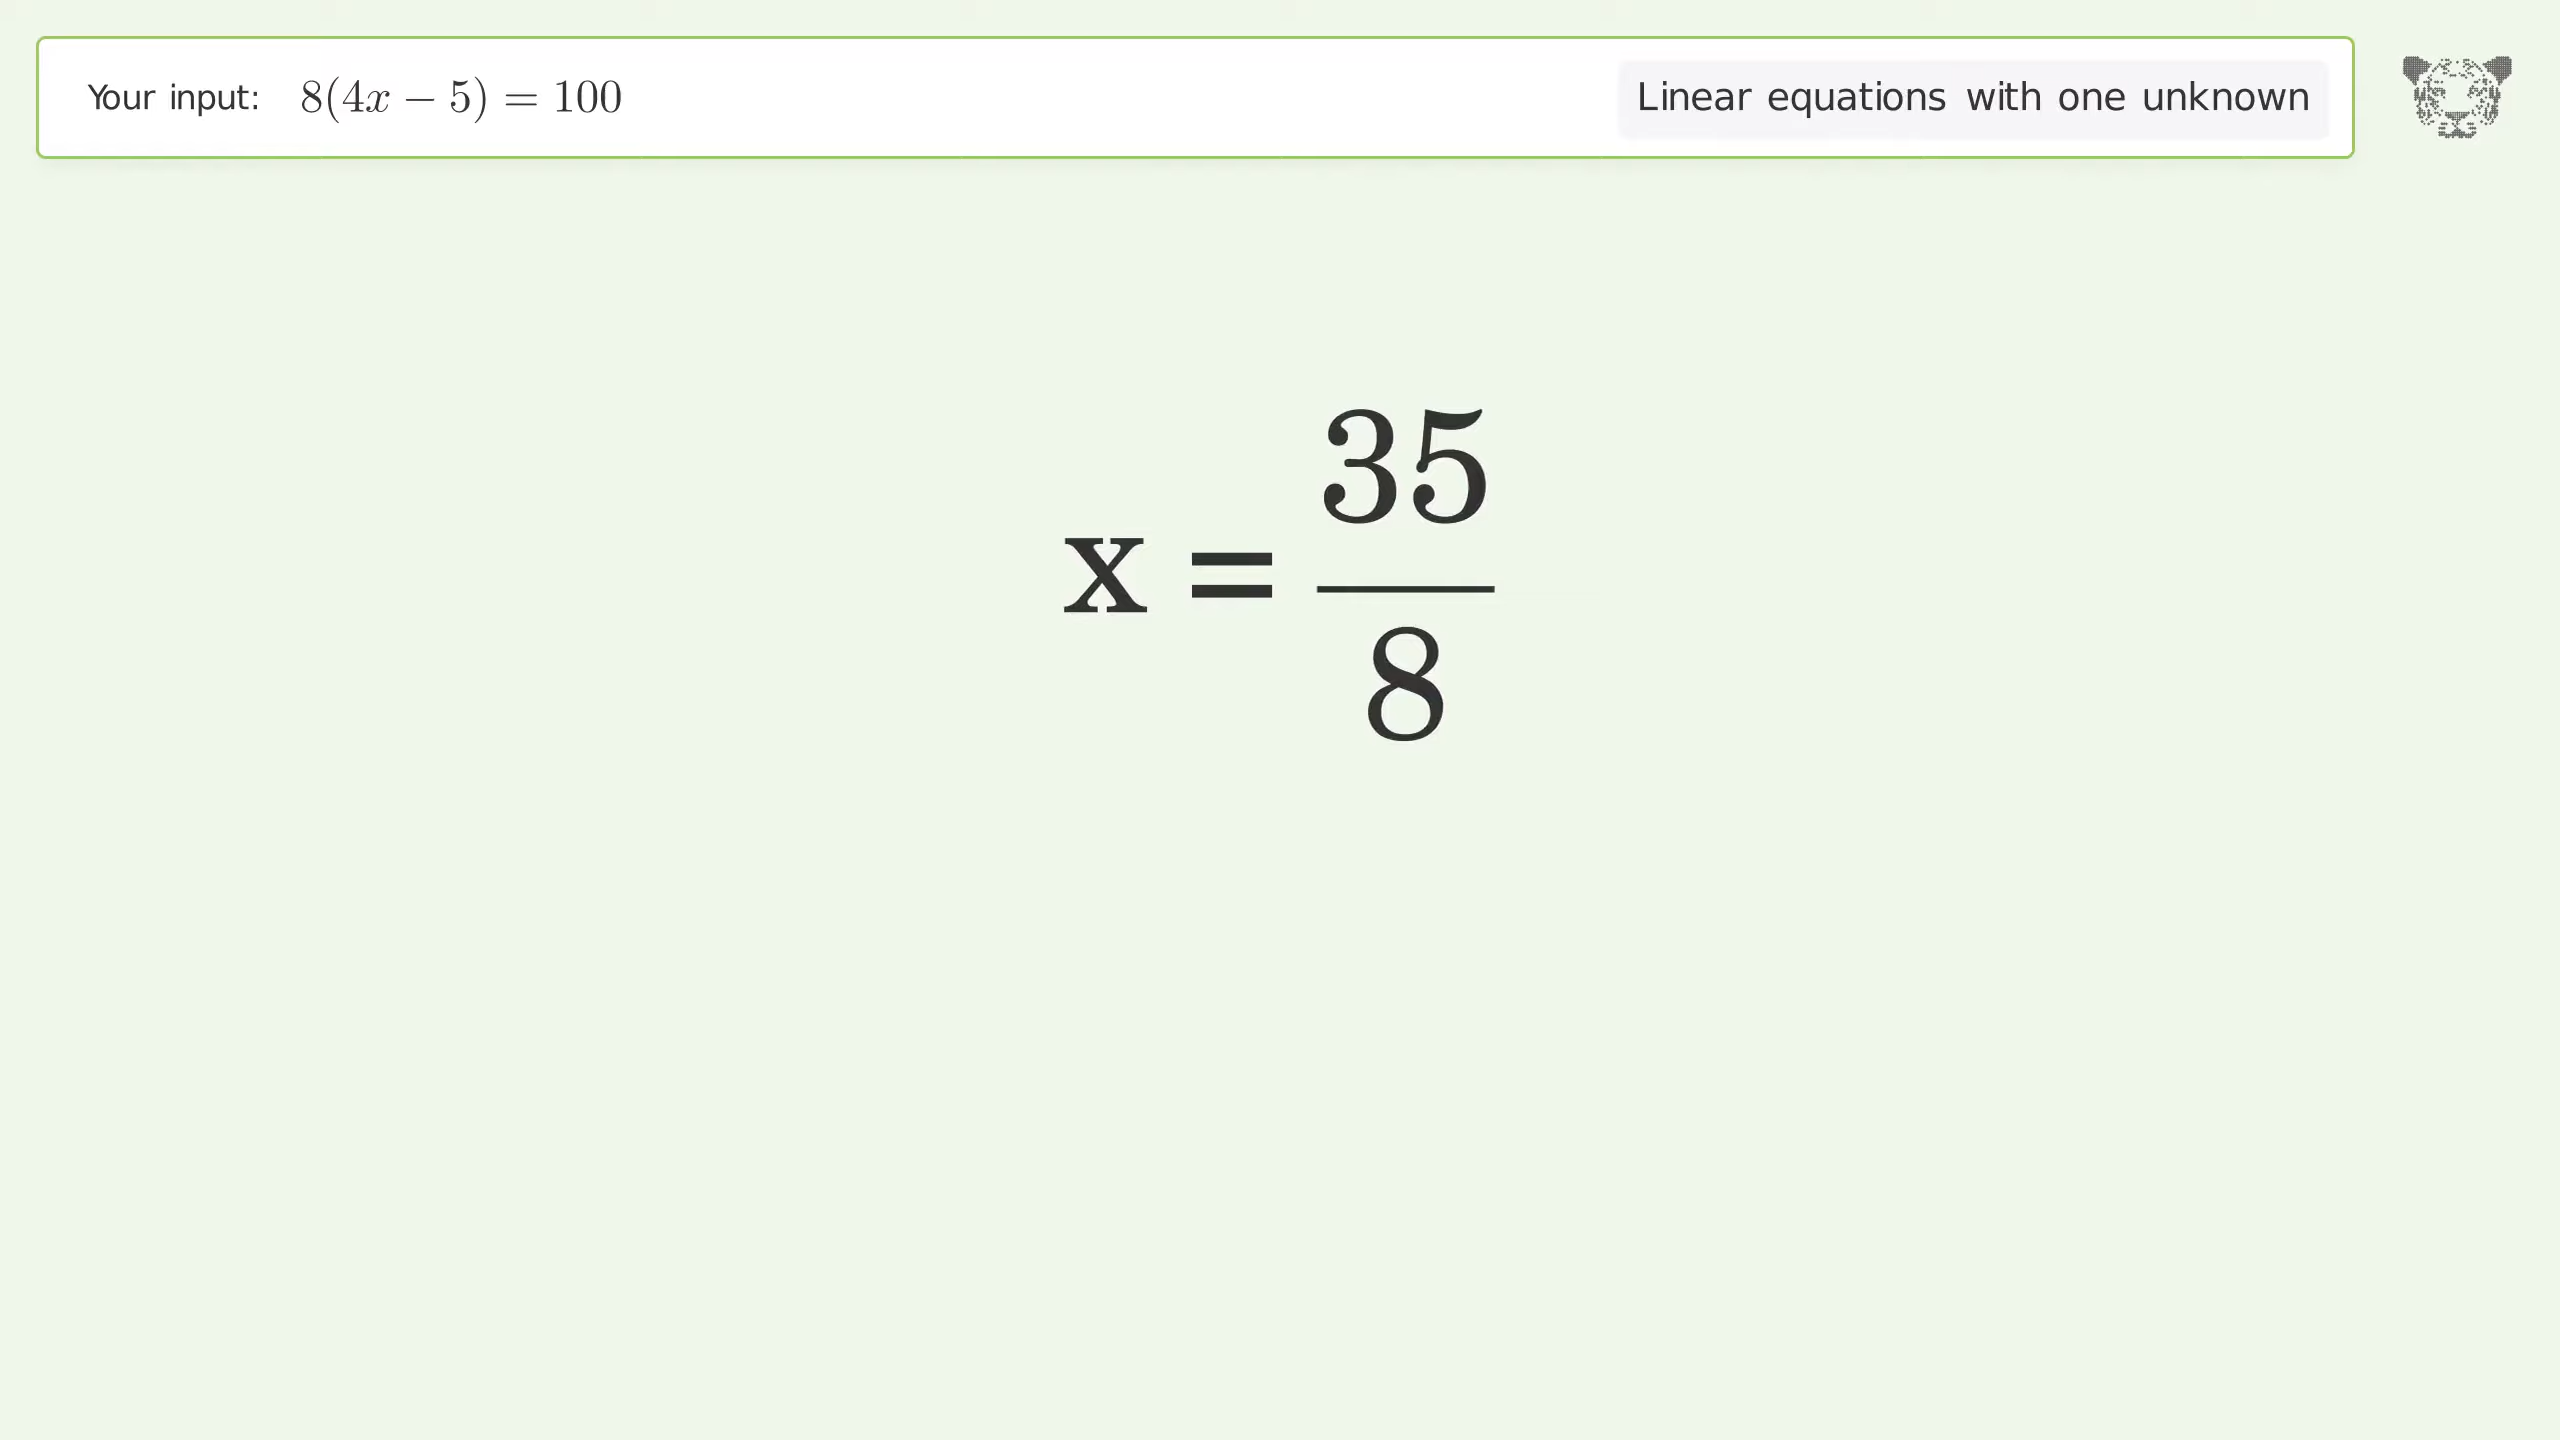 Your input: 8(4x − 5) = 100
Linear equations with one unknown
x = 35/8